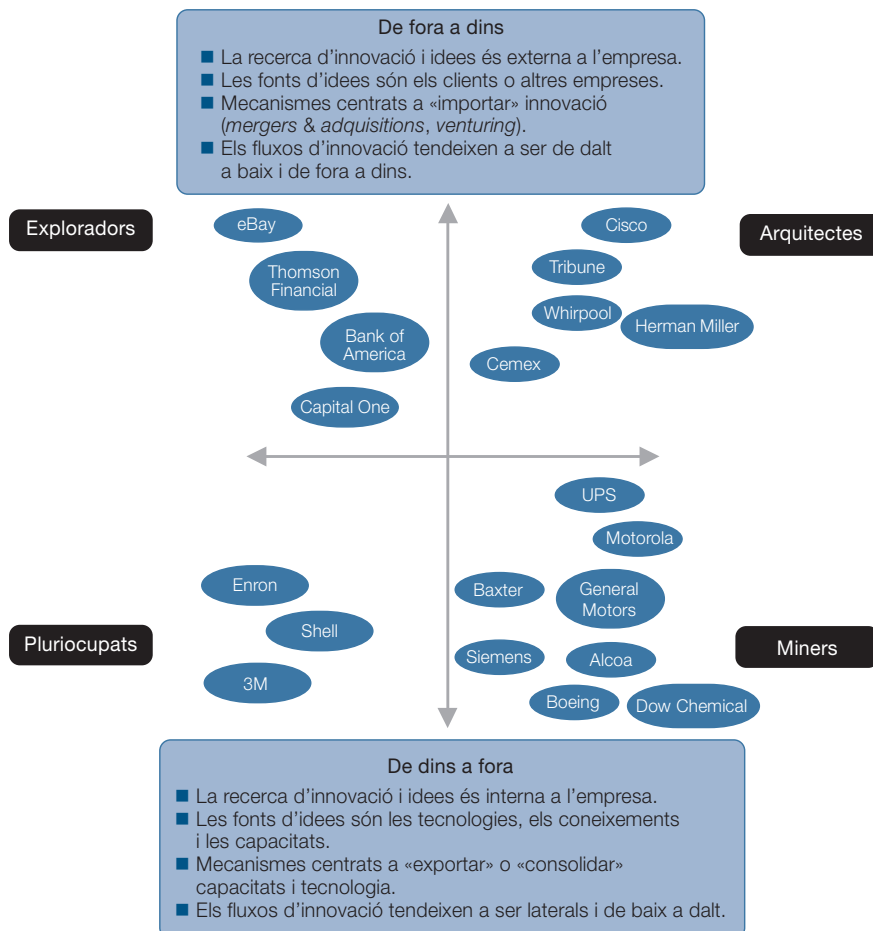 De fora a dins
■ La recerca d’innovació i idees és externa a l’empresa.
■ Les fonts d’idees són els clients o altres empreses.
■ Mecanismes centrats a «importar» innovació
(mergers & adquisitions, venturing).
■ Els fluxos d’innovació tendeixen a ser de dalt
a baix i de fora a dins.
Exploradors
eBay
Cisco
Arquitectes
Thomson
Financial
Tribune
Bank of
America
Whirpool
Herman Miller
Cemex
Capital One
UPS
Motorola
Enron
Baxter
General
Motors
Pluriocupats
Shell
Siemens
Alcoa
Miners
3M
Boeing
Dow Chemical
De dins a fora
■ La recerca d’innovació i idees és interna a l’empresa.
■ Les fonts d’idees són les tecnologies, els coneixements
i les capacitats.
■ Mecanismes centrats a «exportar» o «consolidar»
capacitats i tecnologia.
■ Els fluxos d’innovació tendeixen a ser laterals i de baix a dalt.